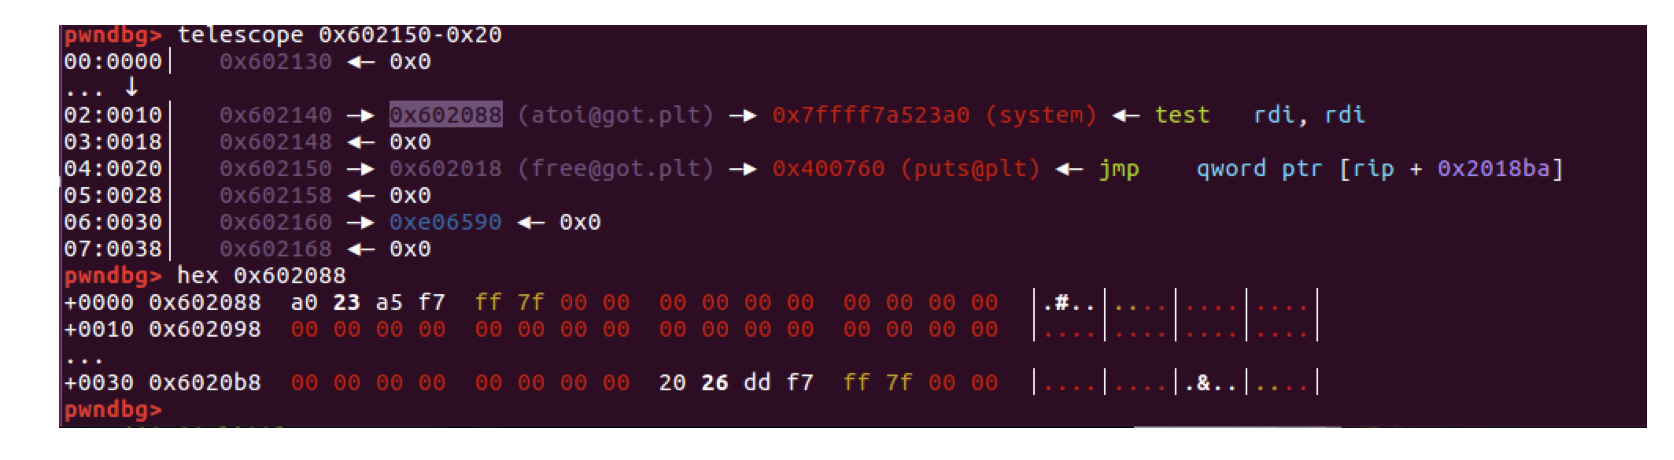 pwndbg> telescope 0x602150-0x20
00:0000│ 0x602130 ◂— 0x0
... ↓
02:0010│ 0x602140 —▸ 0x602088 (atoi@got.plt) —▸ 0x7ffff7a523a0 (system) ◂— test rdi, rdi
03:0018│ 0x602148 ◂— 0x0
04:0020│ 0x602150 —▸ 0x602018 (free@got.plt) —▸ 0x400760 (puts@plt) ◂— jmp qword ptr [rip + 0x2018ba]
05:0028│ 0x602158 ◂— 0x0
06:0030│ 0x602160 —▸ 0xe06590 ◂— 0x0
07:0038│ 0x602168 ◂— 0x0
pwndbg> hex 0x602088
+0000 0x602088 a0 23 a5 f7 ff 7f 00 00 00 00 00 00 00 00 00 00 │.#..│....│....│....│
+0010 0x602098 00 00 00 00 00 00 00 00 00 00 00 00 00 00 00 00 │....│....│....│....│
...
+0030 0x6020b8 00 00 00 00 00 00 00 00 20 26 dd f7 ff 7f 00 00 │....│....│.&..│....│
pwndbg>